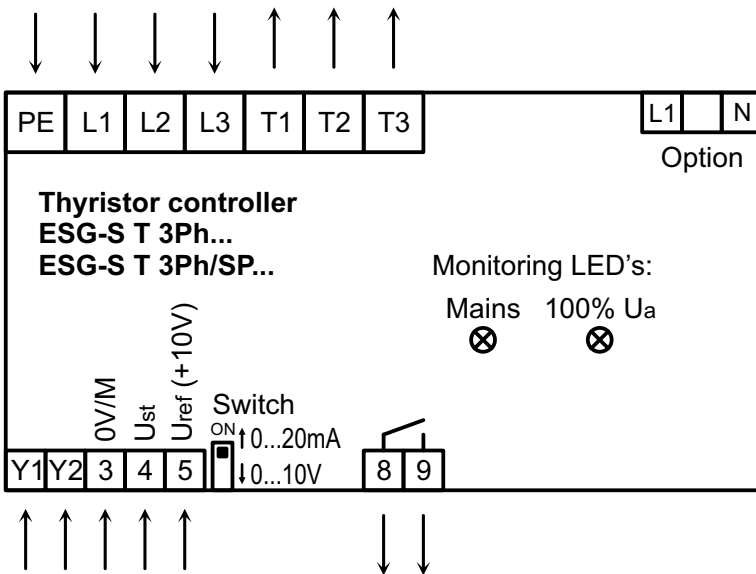 PE L1 L2 L3 T1 T2 T3
L1 N
Option
Thyristor controller
ESG-S T 3Ph...
ESG-S T 3Ph/SP...
Monitoring LED’s:
Mains 100% Ua
0V/M
Ust
Uref (+10V)
Switch
ON 0...20mA
0...10V
Y1 Y2 3 4 5
8 9